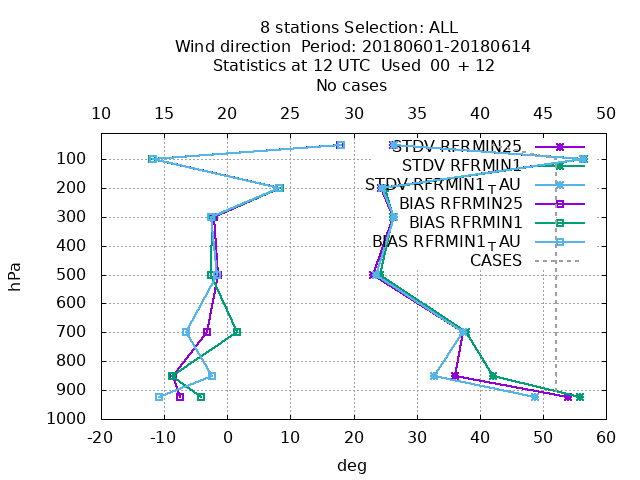 8 stations Selection: ALL
Wind direction  Period: 20180601-20180614
Statistics at 12 UTC  Used  00 + 12
No cases
10 15 20 25 30 35 40 45 50
STDV RFRMIN25
STDV RFRMIN1
STDV RFRMIN1TAU
BIAS RFRMIN25
BIAS RFRMIN1
BIAS RFRMIN1TAU
CASES
100
200
300
400
500
600
700
800
900
1000
hPa
-20 -10 0 10 20 30 40 50 60
deg